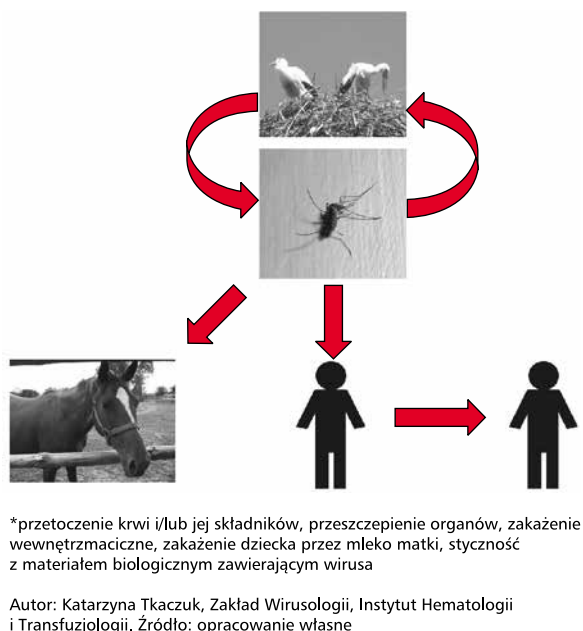 *przetoczenie krwi i/lub jej składników, przeszczepienie organów, zakażenie
wewnętrzmaciczne, zakażenie dziecka przez mleko matki, styczność
z materiałem biologicznym zawierającym wirusa
Autor: Katarzyna Tkaczuk, Zakład Wirusologii, Instytut Hematologii
i Transfuzjologii, Źródło: opracowanie własne